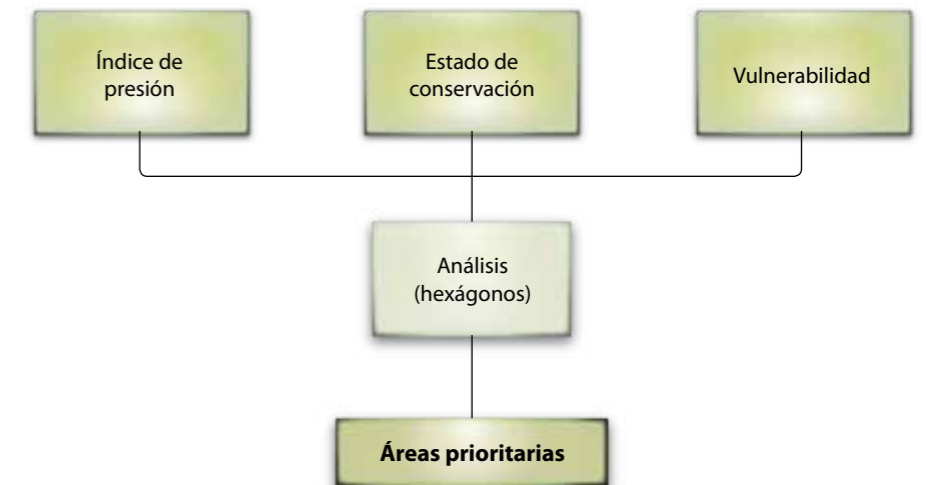 Índice de
presión
Estado de
conservación
Vulnerabilidad
Análisis
(hexágonos)
Áreas prioritarias